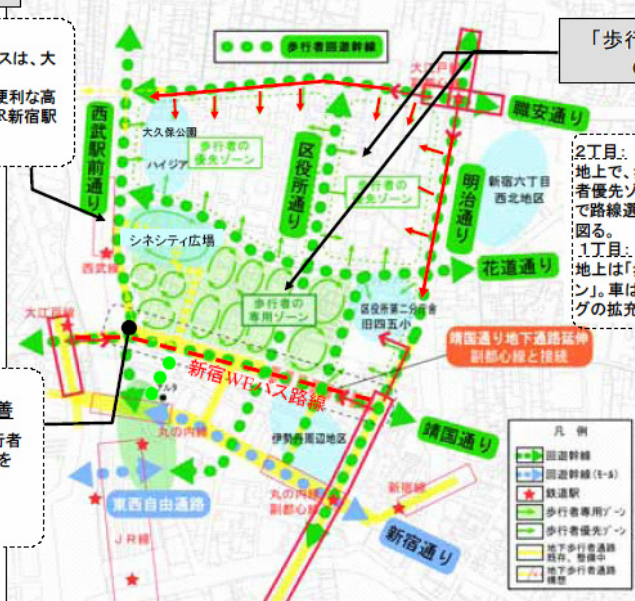 スは、大
便利な高
R新宿駅
歩行者回遊幹線
「歩行
大江戸線
職安通り
西武駅前通り
大久保公園
ハイジア
歩行者の
優先ゾーン
区役所通り
歩行者の
優先ゾーン
明治通り
新宿六丁目
西北地区
2丁目:
地上で、
者優先ゾ
で路線選
図る。
1丁目:
地上は「
ン」。車は
グの拡充
シネシティ広場
西武線
花道通り
大江戸線
歩行者の
専用ゾーン
区役所第二分庁舎
旧四五小
靖国通り地下通路延伸
副都心線と接続
新宿WEバス路線
善
行者
を
アルタ
丸の内線
伊勢丹周辺地区
靖国通り
東西自由通路
丸の内線
副都心線
新宿線
JR線
新宿通り
凡 例
回遊幹線
回遊幹線(モール)
鉄道駅
歩行者専用ゾーン
歩行者優先ゾーン
地下歩行者通路
既存、整備中
地下歩行者通路
構想